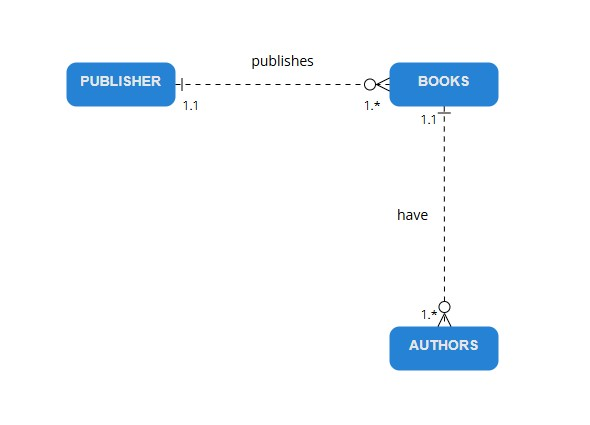 publishes
PUBLISHER
BOOKS
1.1
1.*
1.1
have
1.*
AUTHORS